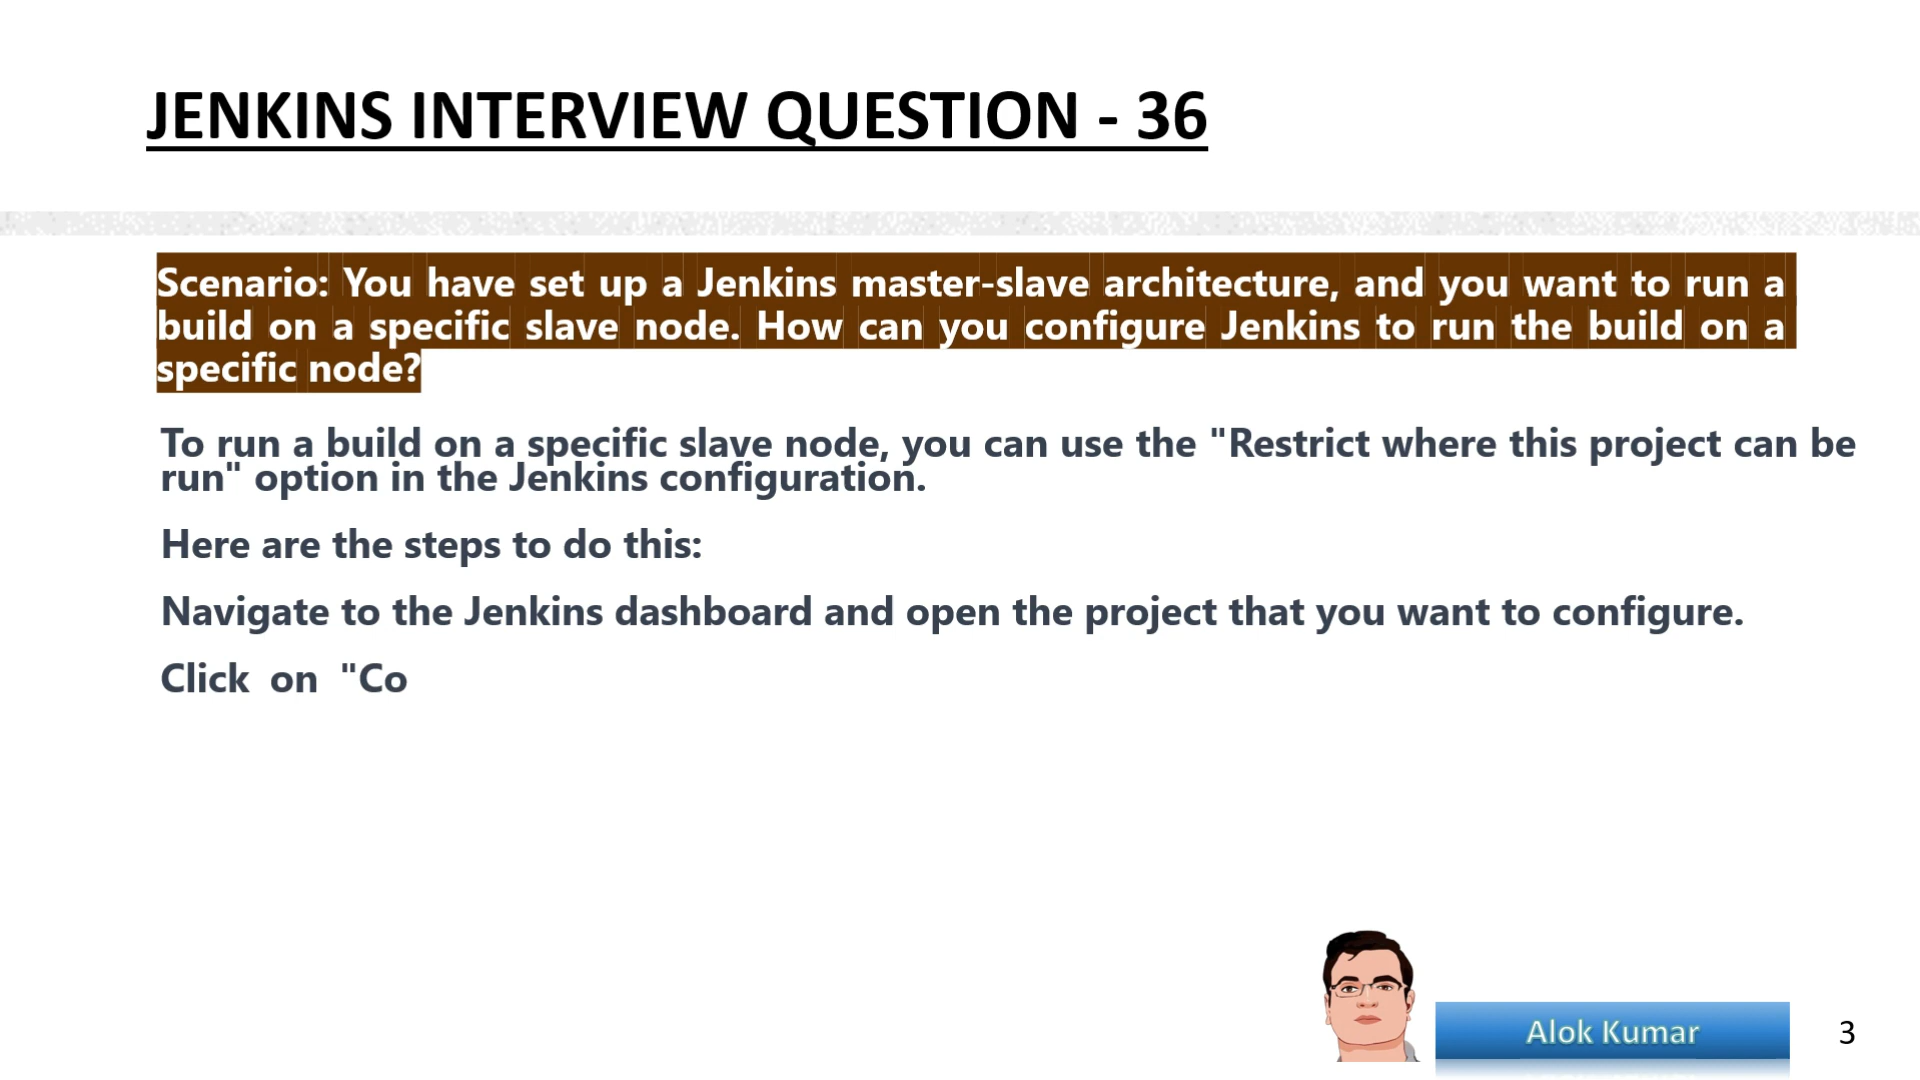 JENKINS INTERVIEW QUESTION - 36
Scenario: You have set up a Jenkins master-slave architecture, and you want to run a
build on a specific slave node. How can you configure Jenkins to run the build on a
specific node?
To run a build on a specific slave node, you can use the "Restrict where this project can be
run" option in the Jenkins configuration.
Here are the steps to do this:
Navigate to the Jenkins dashboard and open the project that you want to configure.
Click on "Co
Alok Kumar
3